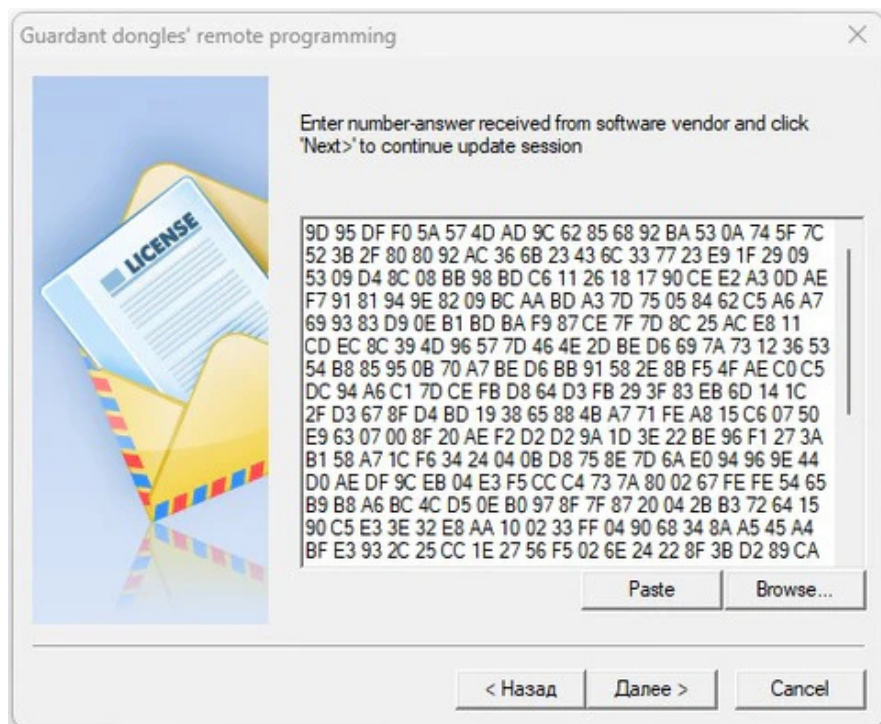 Guardant dongles' remote programming
LICENSE
Enter number-answer received from software vendor and click
'Next>' to continue update session
9D 95 DF F0 5A 57 4D AD 9C 62 85 68 92 BA 53 0A 74 5F 7C
52 3B 2F 80 80 92 AC 36 6B 23 43 6C 33 77 23 E9 1F 29 09
53 09 D4 8C 08 BB 98 BD C6 11 26 18 17 90 CE E2 A3 0D AE
F7 91 81 94 9E 82 09 BC AA BD A3 7D 75 05 84 62 C5 A6 A7
69 93 83 D9 0E B1 BD BA F9 87 CE 7F 7D 8C 25 AC E8 11
CD EC 8C 39 4D 96 57 7D 46 4E 2D BE D6 69 7A 73 12 36 53
54 B8 85 95 0B 70 A7 BE D6 BB 91 58 2E 8B F5 4F AE C0 C5
DC 94 A6 C1 7D CE FB D8 64 D3 FB 29 3F 83 EB 6D 14 1C
2F D3 67 8F D4 BD 19 38 65 88 4B A7 71 FE A8 15 C6 07 50
E9 63 07 00 8F 20 AE F2 D2 D2 9A 1D 3E 22 BE 96 F1 27 3A
B1 58 A7 1C F6 34 24 04 0B D8 75 8E 7D 6A E0 94 96 9E 44
D0 AE DF 9C EB 04 E3 F5 CC C4 73 7A 80 02 67 FE FE 54 65
B9 B8 A6 BC 4C D5 0E B0 97 8F 7F 87 20 04 2B B3 72 64 15
90 C5 E3 3E 32 E8 AA 10 02 33 FF 04 90 68 34 8A A5 45 A4
BF E3 93 2C 25 CC 1E 27 56 F5 02 6E 24 22 8F 3B D2 89 CA
Paste
Browse...
< Назад
Далее >
Cancel